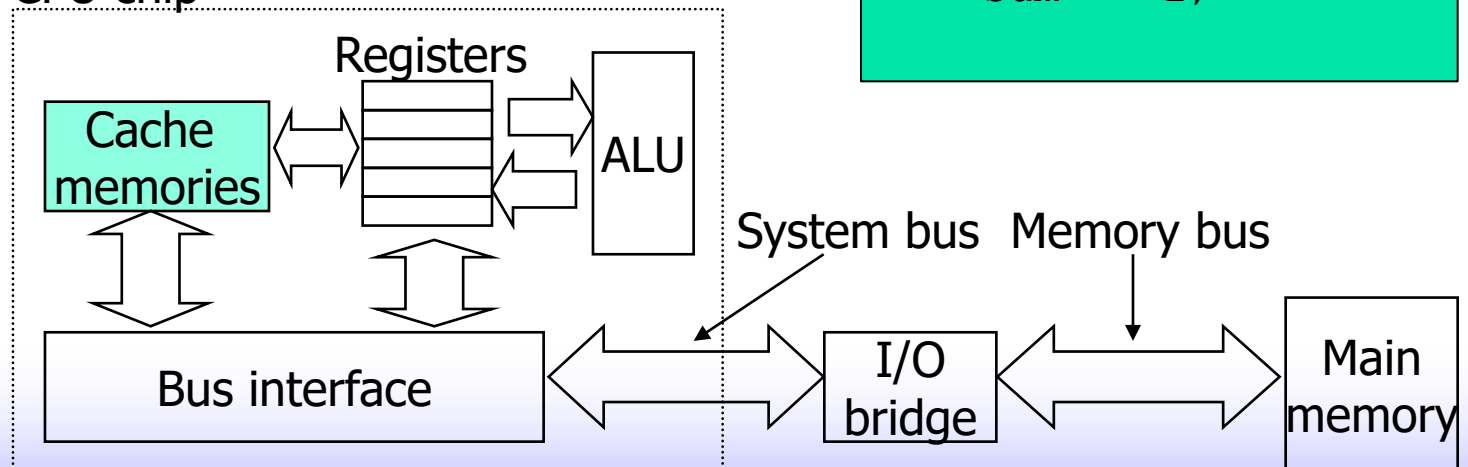 Registers
Cache
memories
ALU
System bus
Memory bus
Bus interface
I/O
bridge
Main
memory